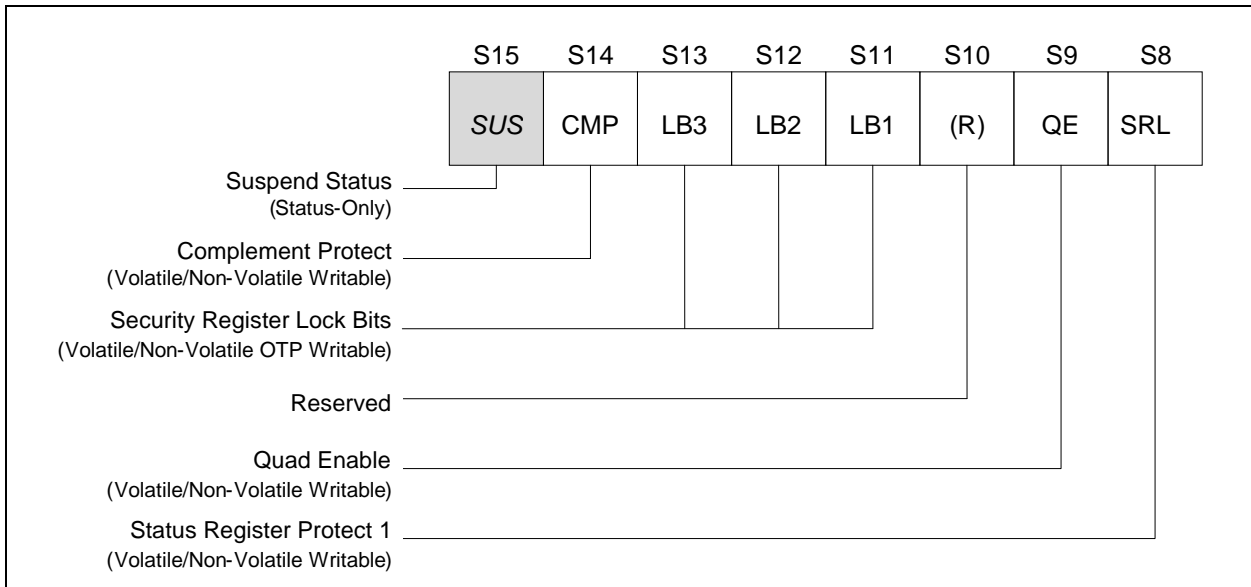 S15 S14 S13 S12 S11 S10 S9 S8
SUS CMP LB3 LB2 LB1 (R) QE SRL
Suspend Status
(Status-Only)
Complement Protect
(Volatile/Non-Volatile Writable)
Security Register Lock Bits
(Volatile/Non-Volatile OTP Writable)
Reserved
Quad Enable
(Volatile/Non-Volatile Writable)
Status Register Protect 1
(Volatile/Non-Volatile Writable)